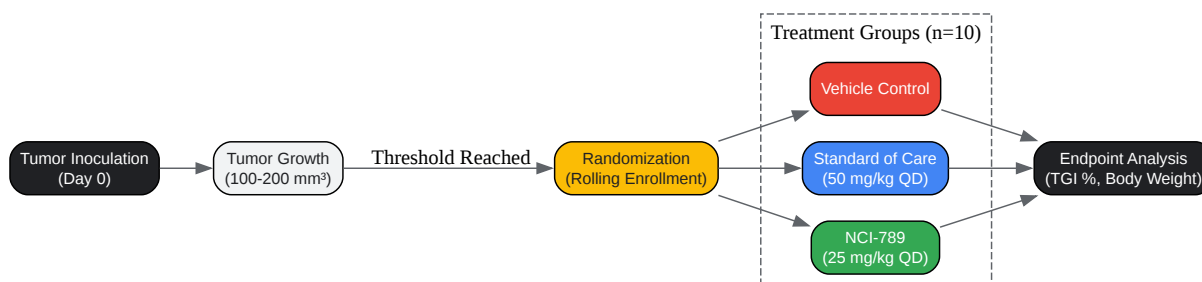 Tumor Inoculation
(Day 0)
Tumor Growth
(100-200 mm³)
Threshold Reached
Randomization
(Rolling Enrollment)
Treatment Groups (n=10)
Vehicle Control
Standard of Care
(50 mg/kg QD)
NCI-789
(25 mg/kg QD)
Endpoint Analysis
(TGI %, Body Weight)